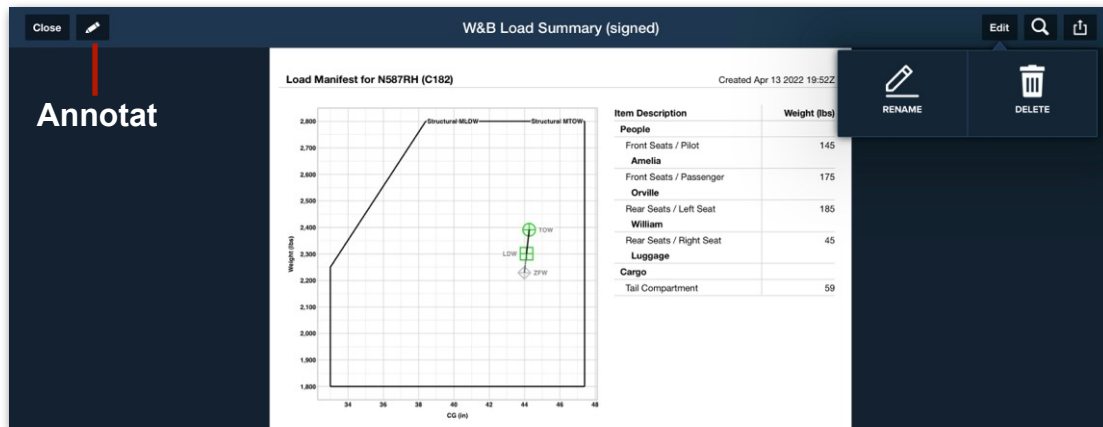 Close
W&B Load Summary (signed)
Edit
RENAME
DELETE
Annotat
Load Manifest for N587RH (C182)
Created Apr 13 2022 19:52Z
2,800
2,700
2,600
2,500
2,400
2,300
2,200
2,100
2,000
1,900
1,800
Weight (lbs)
Structural MLDW
Structural MTOW
TOW
LDW
ZFW
34 36 38 40 42 44 46 48
CG (in)
Item Description Weight (lbs)
People
Front Seats / Pilot 145
Amelia
Front Seats / Passenger 175
Orville
Rear Seats / Left Seat 185
William
Rear Seats / Right Seat 45
Luggage
Cargo
Tail Compartment 59